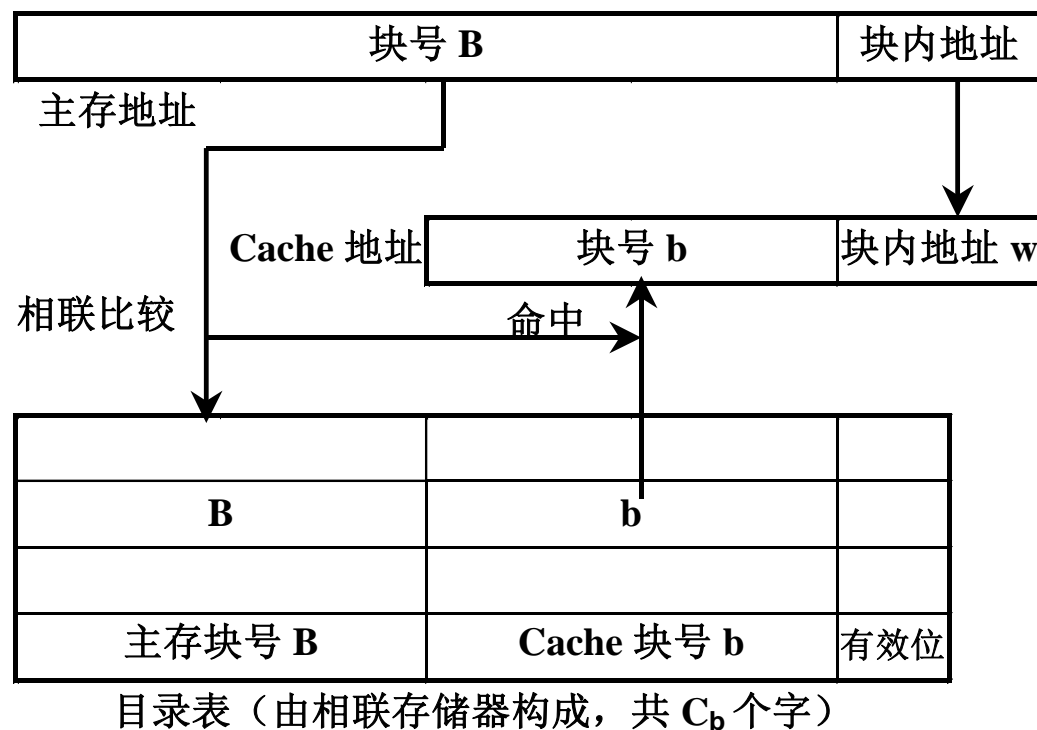 块号 B 块内地址
主存地址
Cache 地址 块号 b 块内地址 w
相联比较 命中
B b
主存块号 B Cache 块号 b 有效位
目录表（由相联存储器构成，共 Cb 个字）